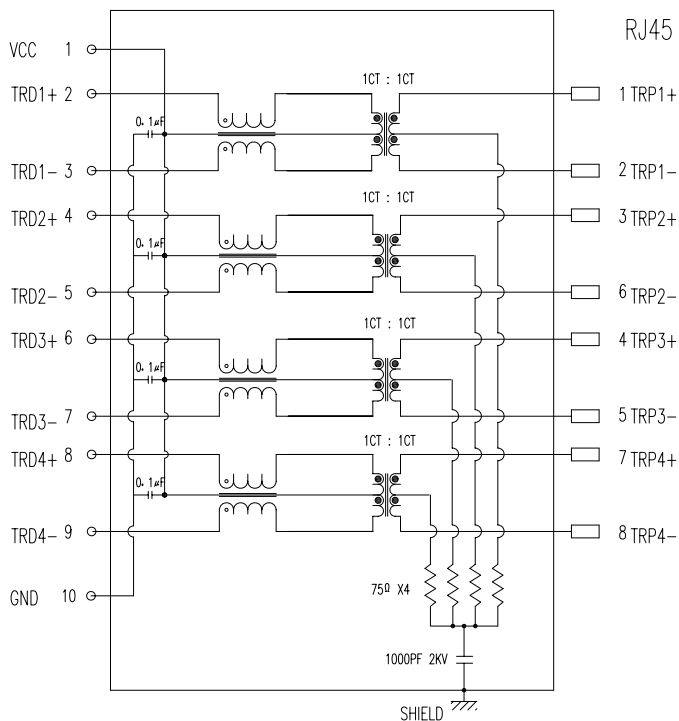 RJ45
VCC 1
1CT : 1CT
TRD1+ 2
1 TRP1+
0.1µF
TRD1- 3
2 TRP1-
1CT : 1CT
TRD2+ 4
3 TRP2+
0.1µF
TRD2- 5
6 TRP2-
1CT : 1CT
TRD3+ 6
4 TRP3+
0.1µF
TRD3- 7
5 TRP3-
1CT : 1CT
TRD4+ 8
7 TRP4+
0.1µF
TRD4- 9
8 TRP4-
75Ω X4
GND 10
1000PF 2KV
SHIELD